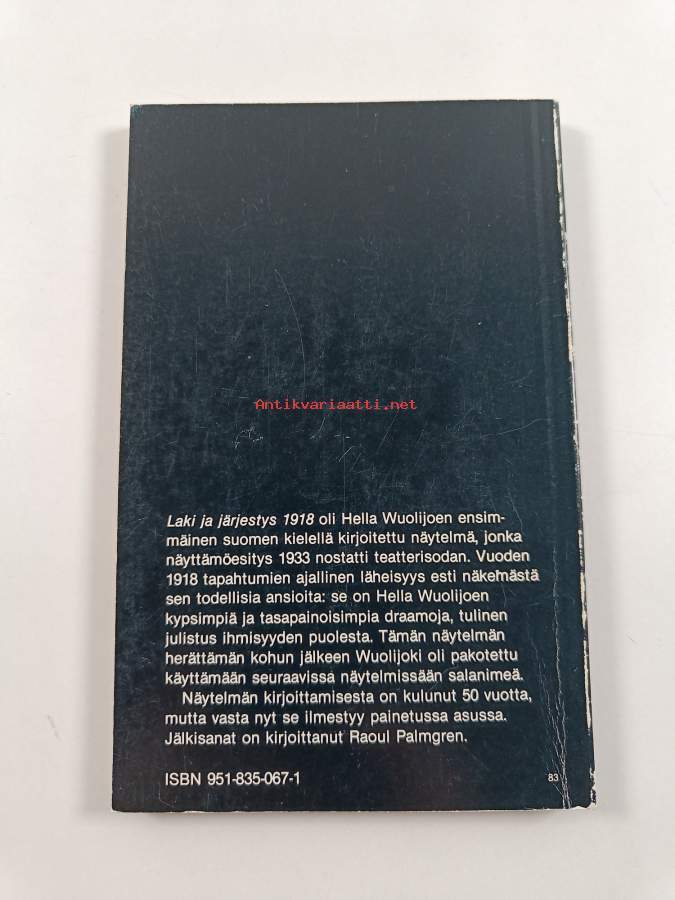 Antikvariaatti.net
Laki ja järjestys 1918 oli Hella Wuolijoen ensim-
mäinen suomen kielellä kirjoitettu näytelmä, jonka
näyttämöesitys 1933 nostatti teatterisodan. Vuoden
1918 tapahtumien ajallinen läheisyys esti näkemästä
sen todellisia ansioita: se on Hella Wuolijoen
kypsimpiä ja tasapainoisimpia draamoja, tulinen
julistus ihmisyyden puolesta. Tämän näytelmän
herättämän kohun jälkeen Wuolijoki oli pakotettu
käyttämään seuraavissa näytelmissään salanimeä.
Näytelmän kirjoittamisesta on kulunut 50 vuotta,
mutta vasta nyt se ilmestyy painetussa asussa.
Jälkisanat on kirjoittanut Raoul Palmgren.
ISBN 951-835-067-1
83